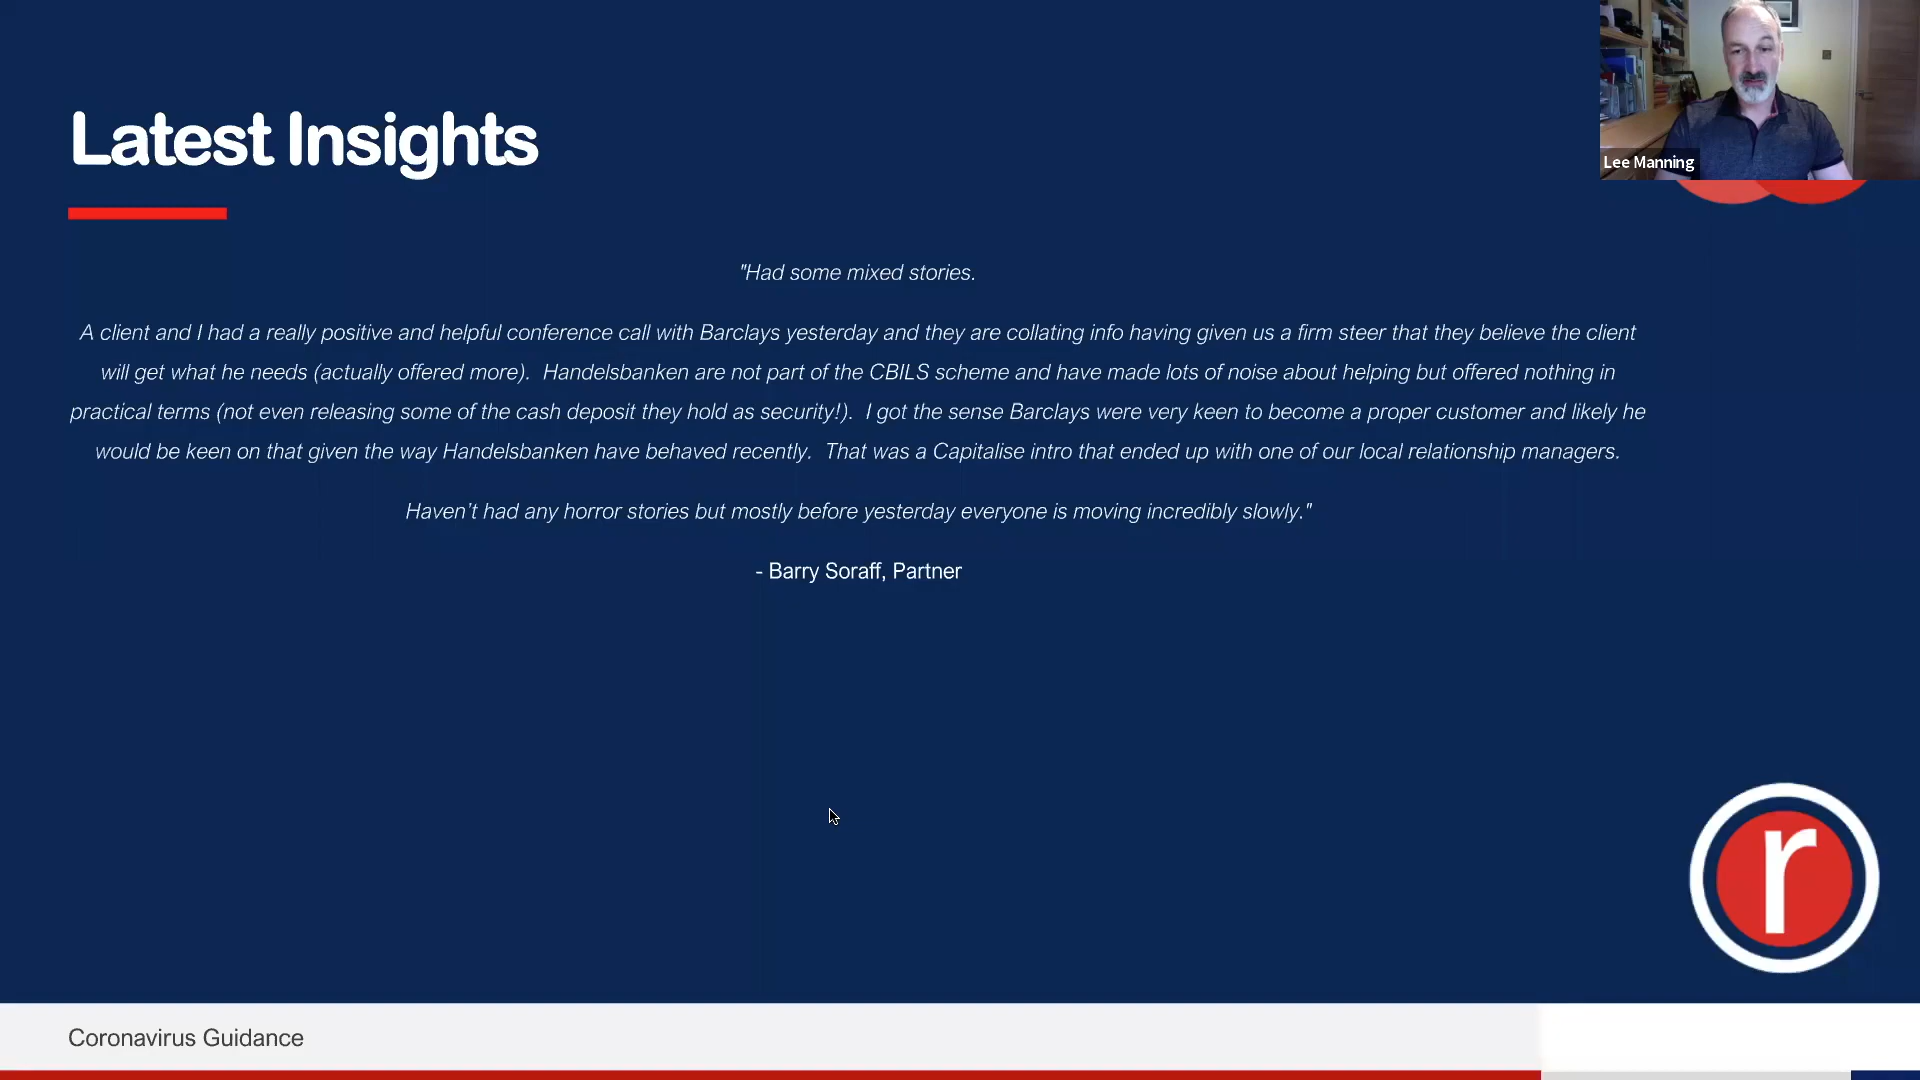 Latest Insights
Lee Manning
"Had some mixed stories.
A client and I had a really positive and helpful conference call with Barclays yesterday and they are collating info having given us a firm steer that they believe the client
will get what he needs (actually offered more).  Handelsbanken are not part of the CBILS scheme and have made lots of noise about helping but offered nothing in
practical terms (not even releasing some of the cash deposit they hold as security!).  I got the sense Barclays were very keen to become a proper customer and likely he
would be keen on that given the way Handelsbanken have behaved recently.  That was a Capitalise intro that ended up with one of our local relationship managers.
Haven’t had any horror stories but mostly before yesterday everyone is moving incredibly slowly."
- Barry Soraff, Partner
r
Coronavirus Guidance